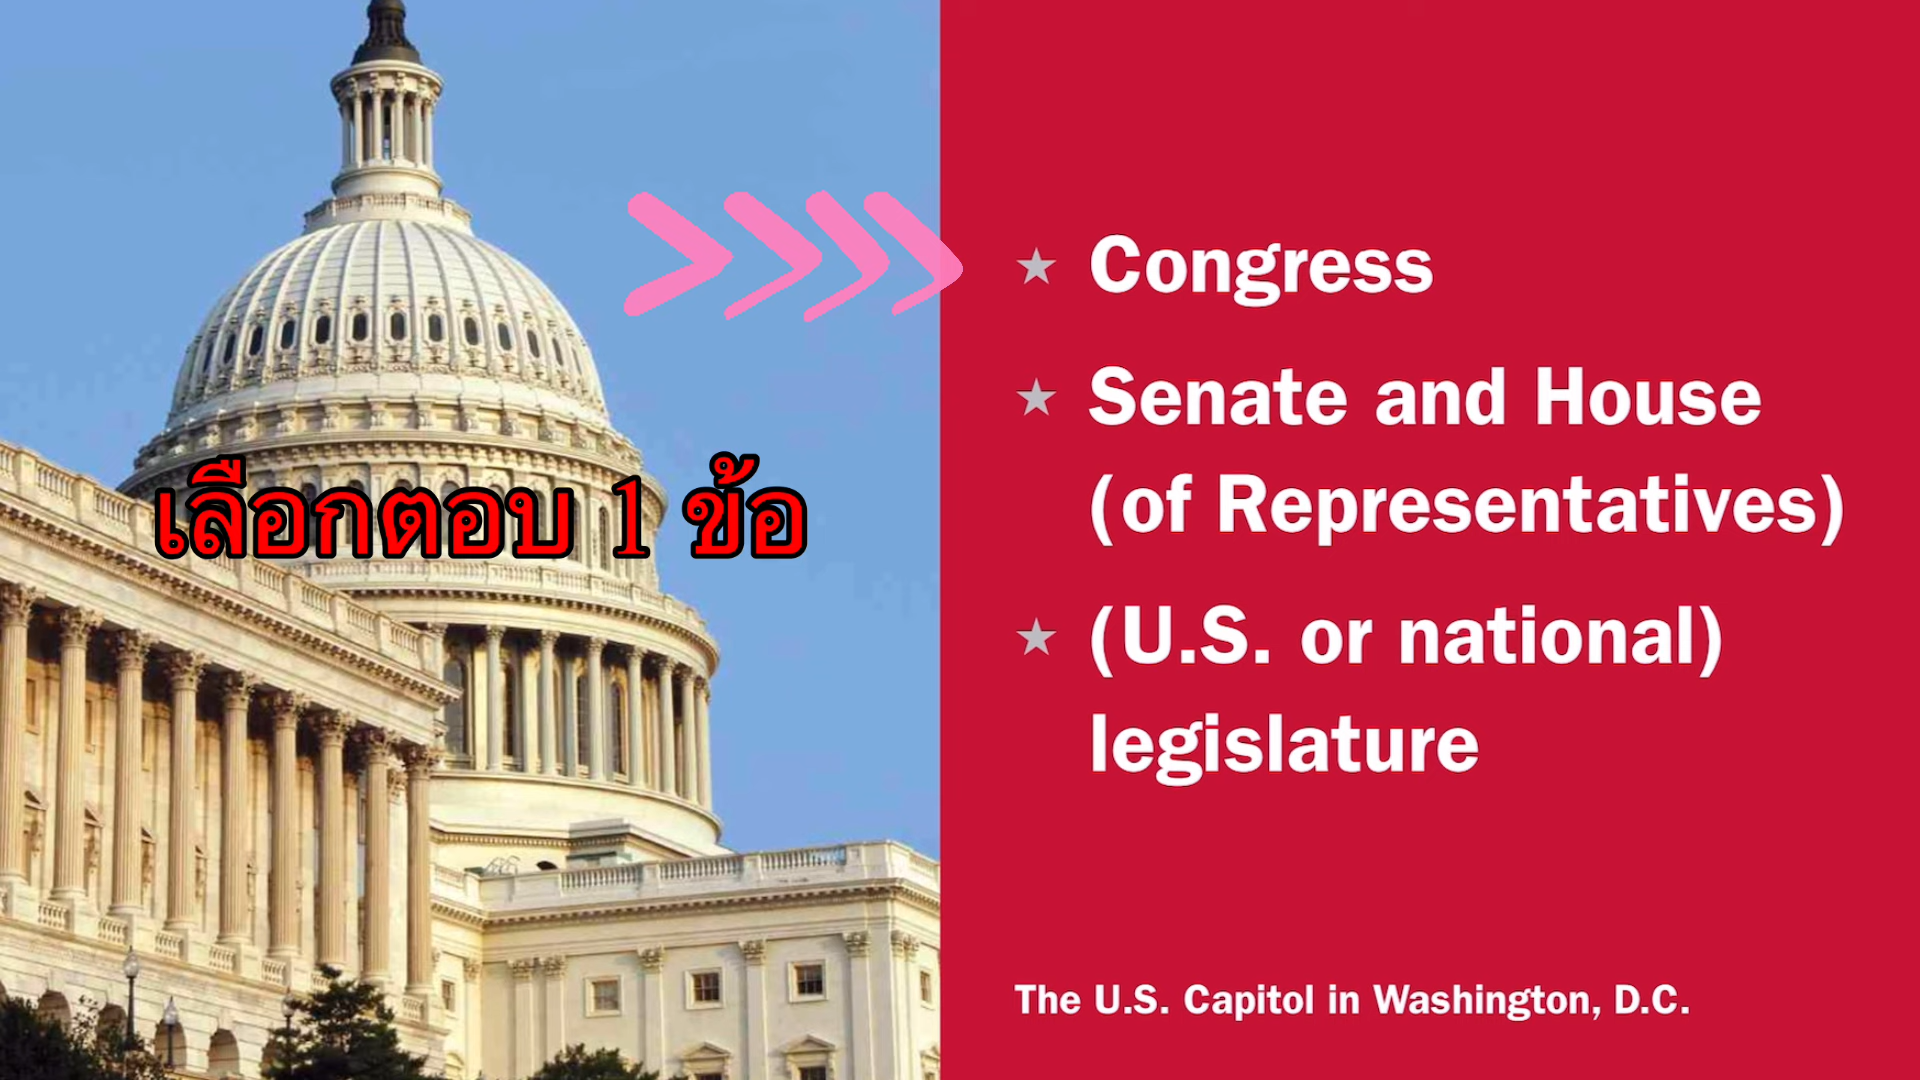 เลือกตอบ 1 ข้อ
★ Congress
★ Senate and House
(of Representatives)
★ (U.S. or national)
legislature
The U.S. Capitol in Washington, D.C.